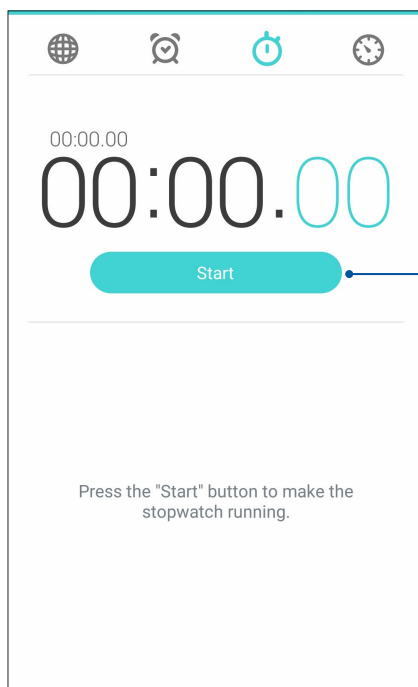 00:00.00
00:00.00
Start
Press the "Start" button to make the
stopwatch running.